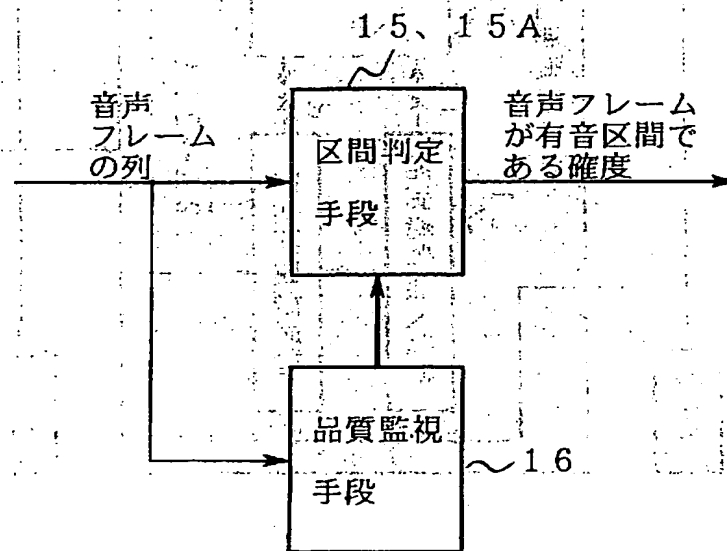 15、15A
音声
フレーム
の列
区間判定
手段
音声フレーム
が有音区間で
ある確度
品質監視
手段
16